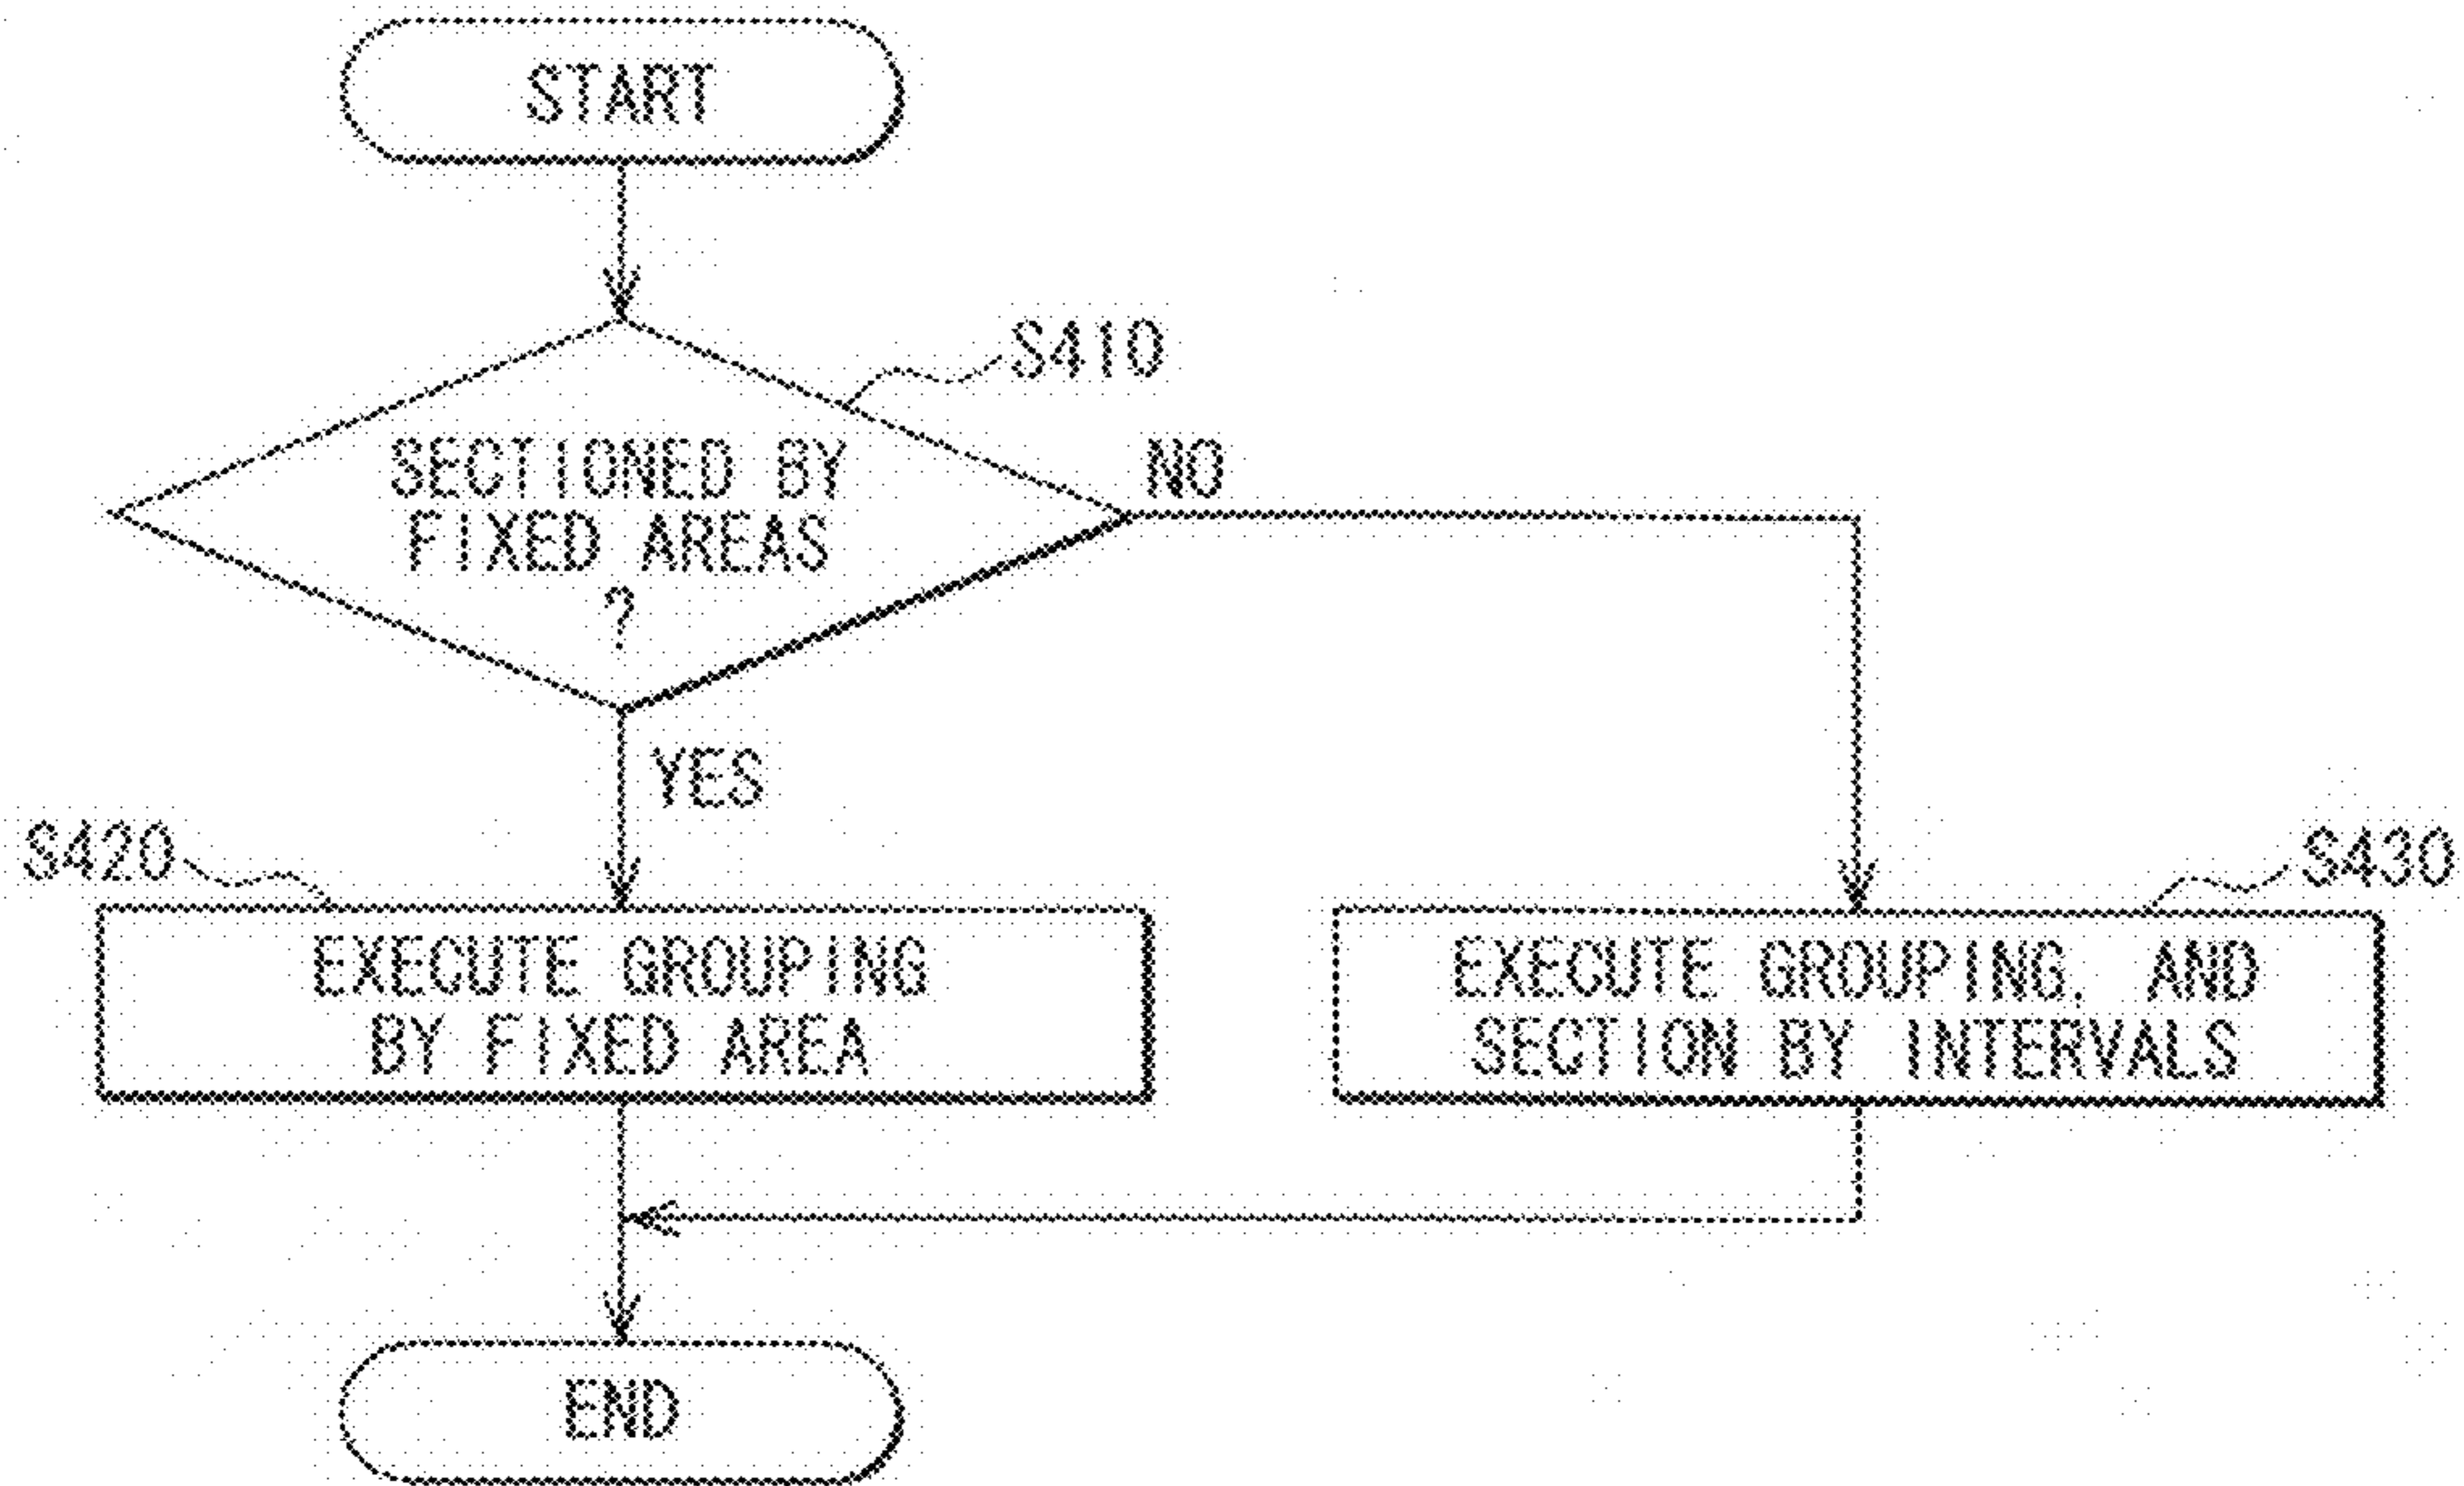 START
S410
SECTIONED BY
FIXED AREAS
?
NO
YES
S420
S430
EXECUTE GROUPING
BY FIXED AREA
EXECUTE GROUPING, AND
SECTION BY INTERVALS
END